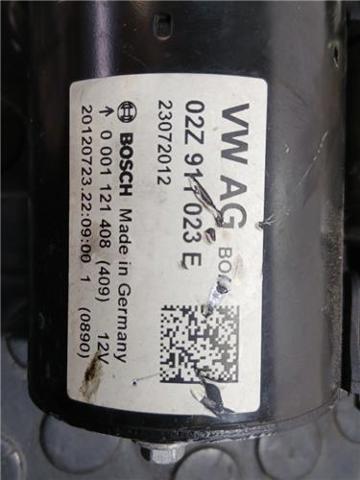 VW AG BO
02Z 911 023 E
23072012
BOSCH Made in Germany
↑ 0 001 121 408 (409) 12V
20120723.22:09:00 1 (0890)